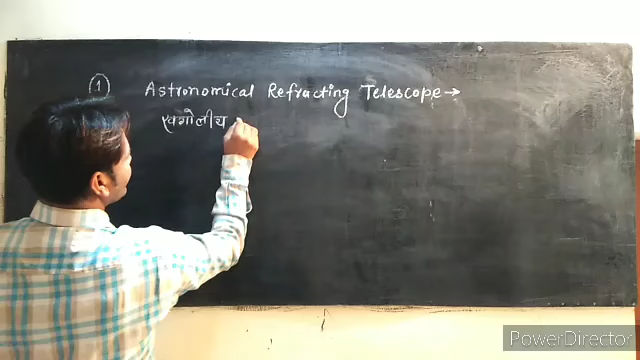 ① Astronomical Refracting Telescope →
खगोलीय
PowerDirector